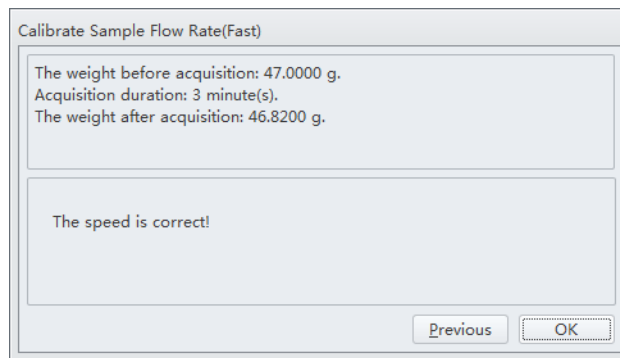 Calibrate Sample Flow Rate(Fast)
The weight before acquisition: 47.0000 g.
Acquisition duration: 3 minute(s).
The weight after acquisition: 46.8200 g.
The speed is correct!
Previous
OK